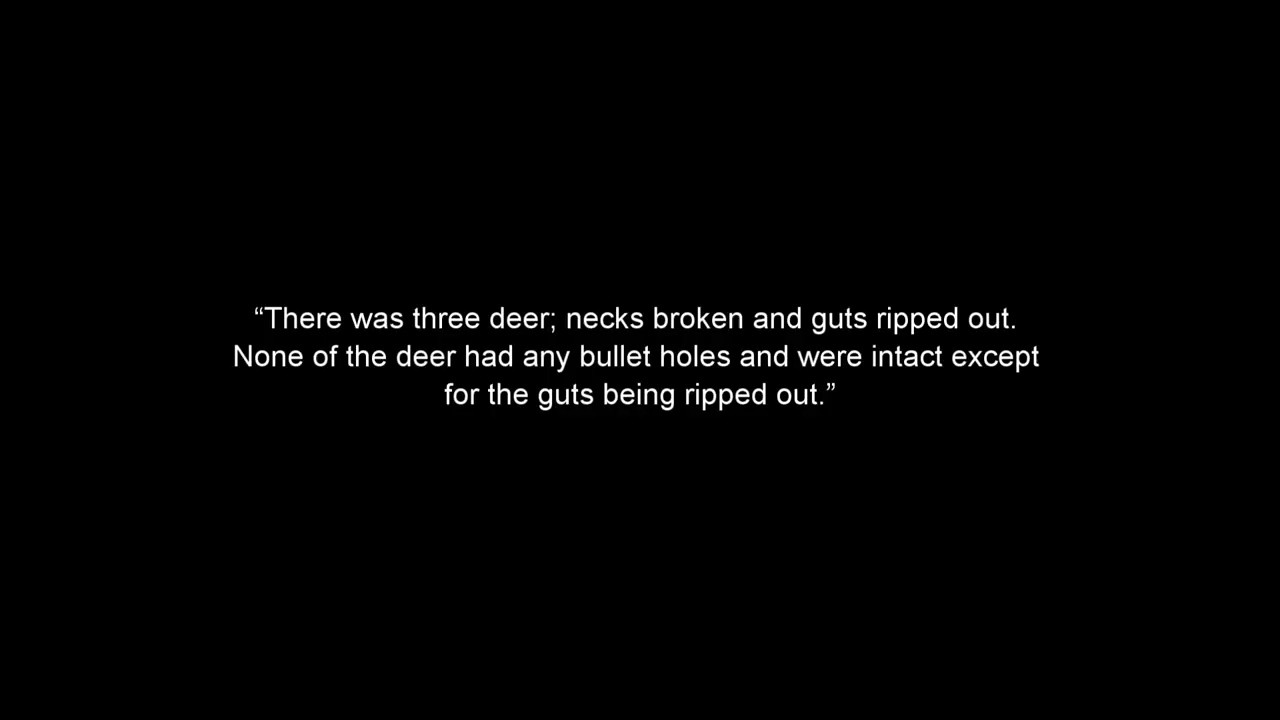 “There was three deer; necks broken and guts ripped out.
None of the deer had any bullet holes and were intact except
for the guts being ripped out.”